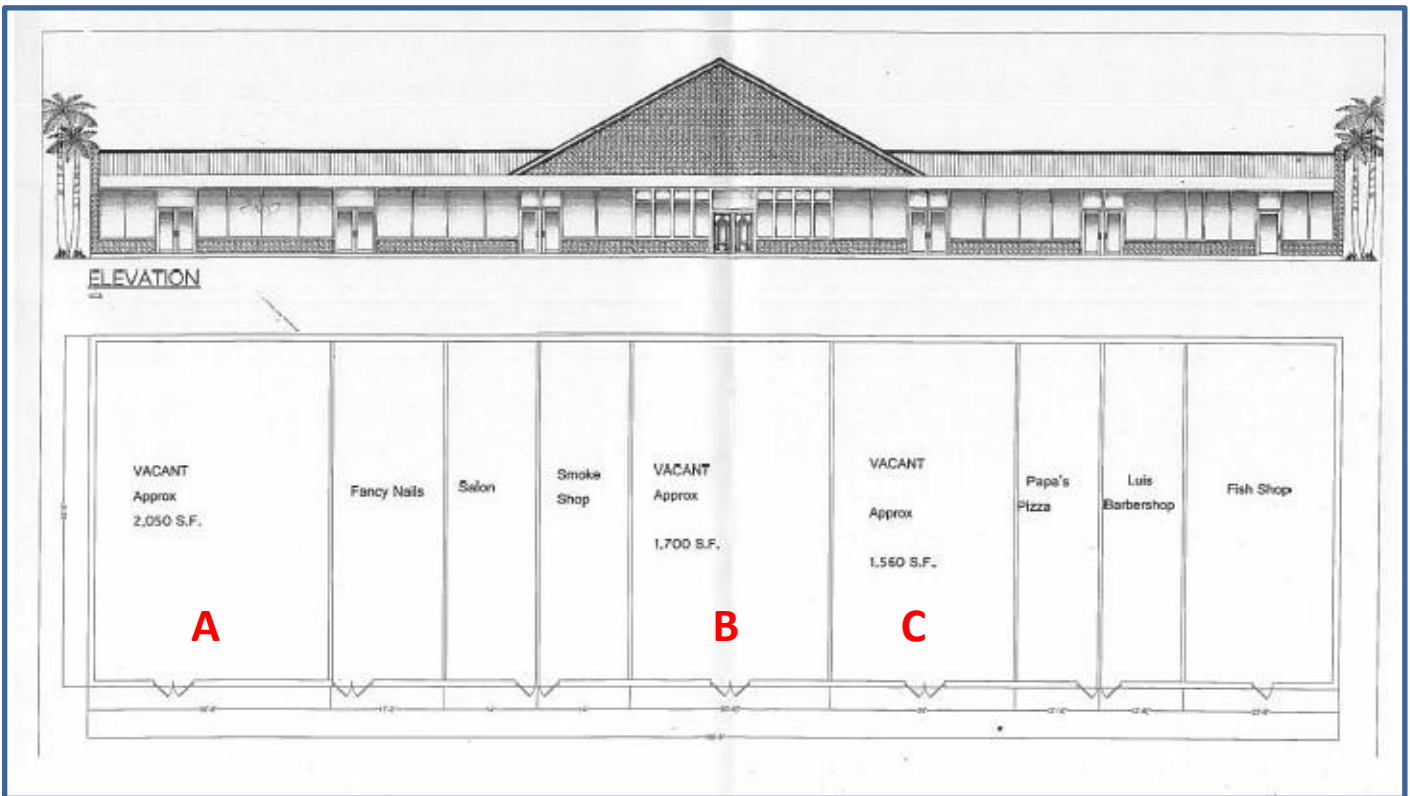 ELEVATION
VACANT
Approx
2,050 S.F.
A
Fancy Nails
Salon
Smoke
Shop
VACANT
Approx
1,700 S.F.
B
VACANT
Approx
1,560 S.F.
C
Papa's
Pizza
Luis
Barbershop
Fish Shop